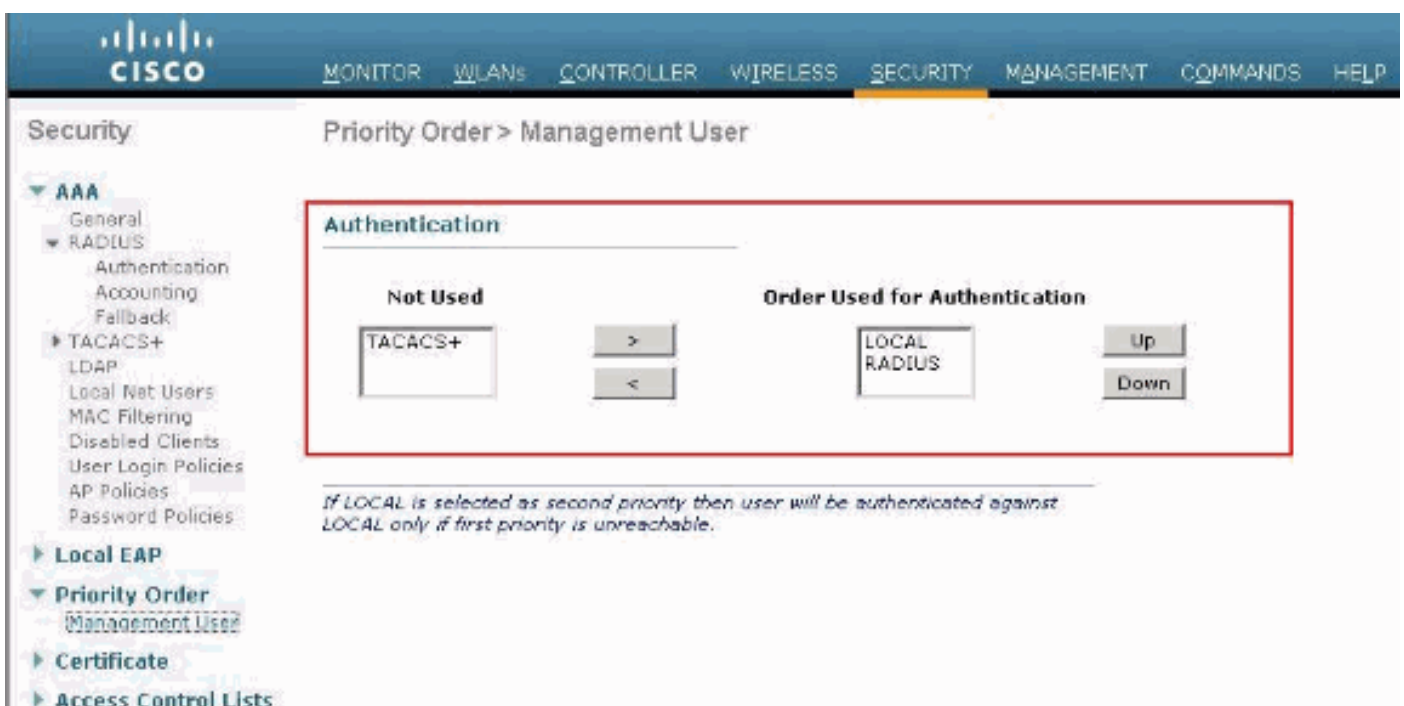 CISCO
MONITOR WLANs CONTROLLER WIRELESS SECURITY MANAGEMENT COMMANDS HELP
Security
AAA
General
RADIUS
Authentication
Accounting
Fallback
TACACS+
LDAP
Local Net Users
MAC Filtering
Disabled Clients
User Login Policies
AP Policies
Password Policies
Local EAP
Priority Order
Management User
Certificate
Access Control Lists
Priority Order > Management User
Authentication
Not Used
TACACS+
>
<
Order Used for Authentication
LOCAL
RADIUS
Up
Down
If LOCAL is selected as second priority then user will be authenticated against
LOCAL only if first priority is unreachable.